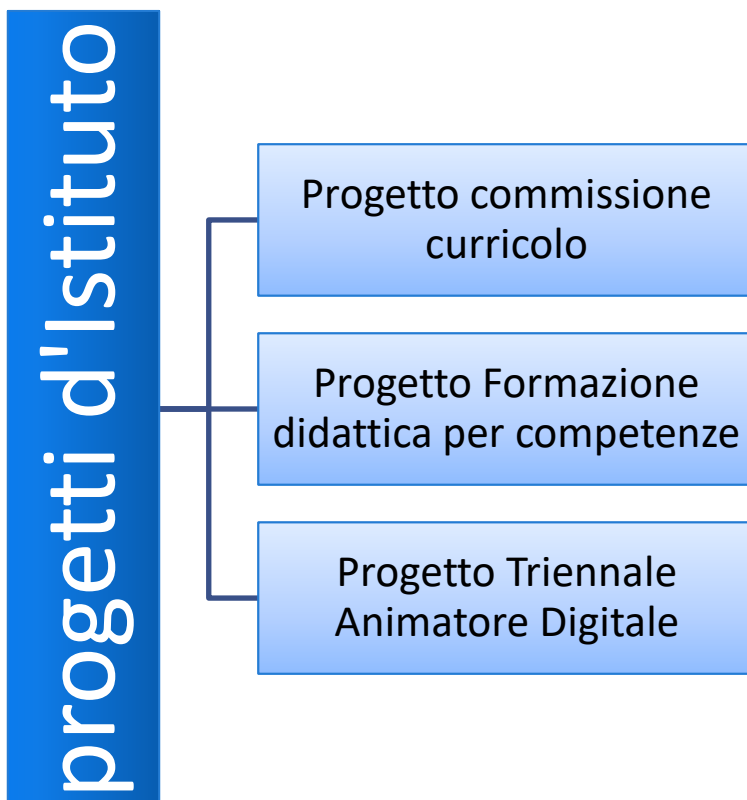 progetti d'Istituto
Progetto commissione
curricolo
Progetto Formazione
didattica per competenze
Progetto Triennale
Animatore Digitale